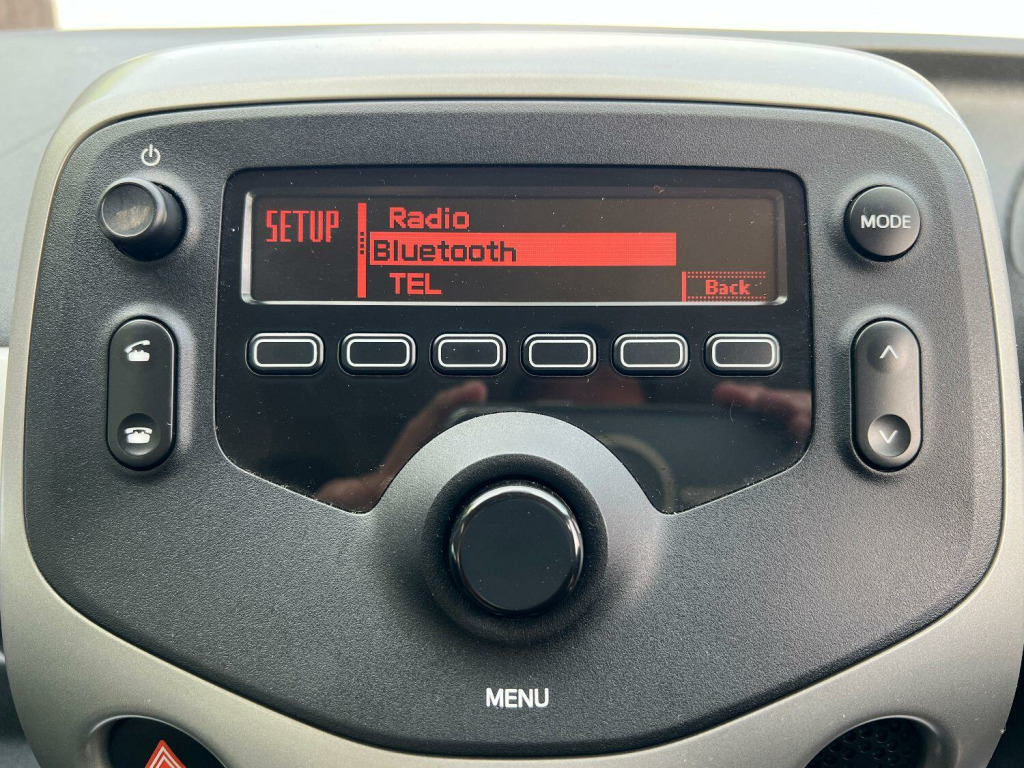 SETUP
Radio
Bluetooth
TEL
Back
MODE
MENU